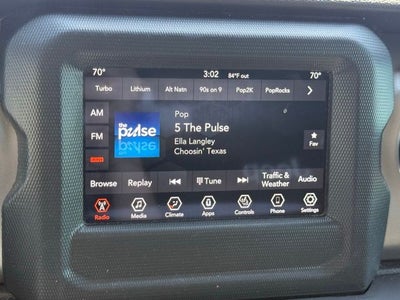 70° 3:02 84°F out 70°
Turbo Lithium Alt Natn 90s on 9 Pop2K PopRocks
AM
FM
the pulse
Pop
5 The Pulse
Ella Langley
Choosin' Texas
Fav
Browse Replay Tune Traffic & Weather Audio
Radio Media Climate Apps Controls Phone Settings